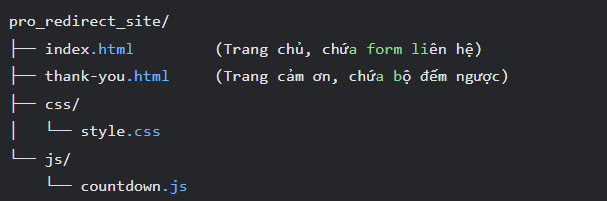 pro_redirect_site/
├── index.html          (Trang chủ, chứa form liên hệ)
├── thank-you.html     (Trang cảm ơn, chứa bộ đếm ngược)
├── css/
│   └── style.css
└── js/
    └── countdown.js